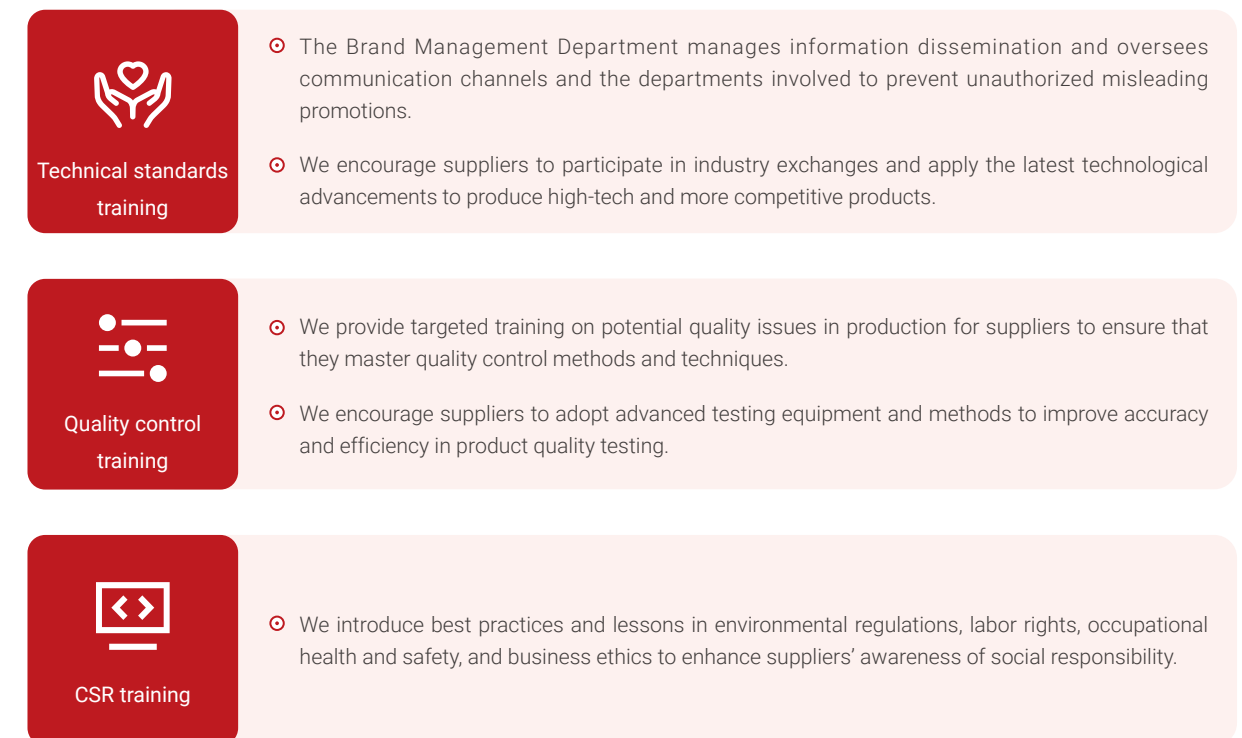 Technical standards
training
The Brand Management Department manages information dissemination and oversees
communication channels and the departments involved to prevent unauthorized misleading
promotions.
We encourage suppliers to participate in industry exchanges and apply the latest technological
advancements to produce high-tech and more competitive products.
Quality control
training
We provide targeted training on potential quality issues in production for suppliers to ensure that
they master quality control methods and techniques.
We encourage suppliers to adopt advanced testing equipment and methods to improve accuracy
and efficiency in product quality testing.
CSR training
We introduce best practices and lessons in environmental regulations, labor rights, occupational
health and safety, and business ethics to enhance suppliers’ awareness of social responsibility.